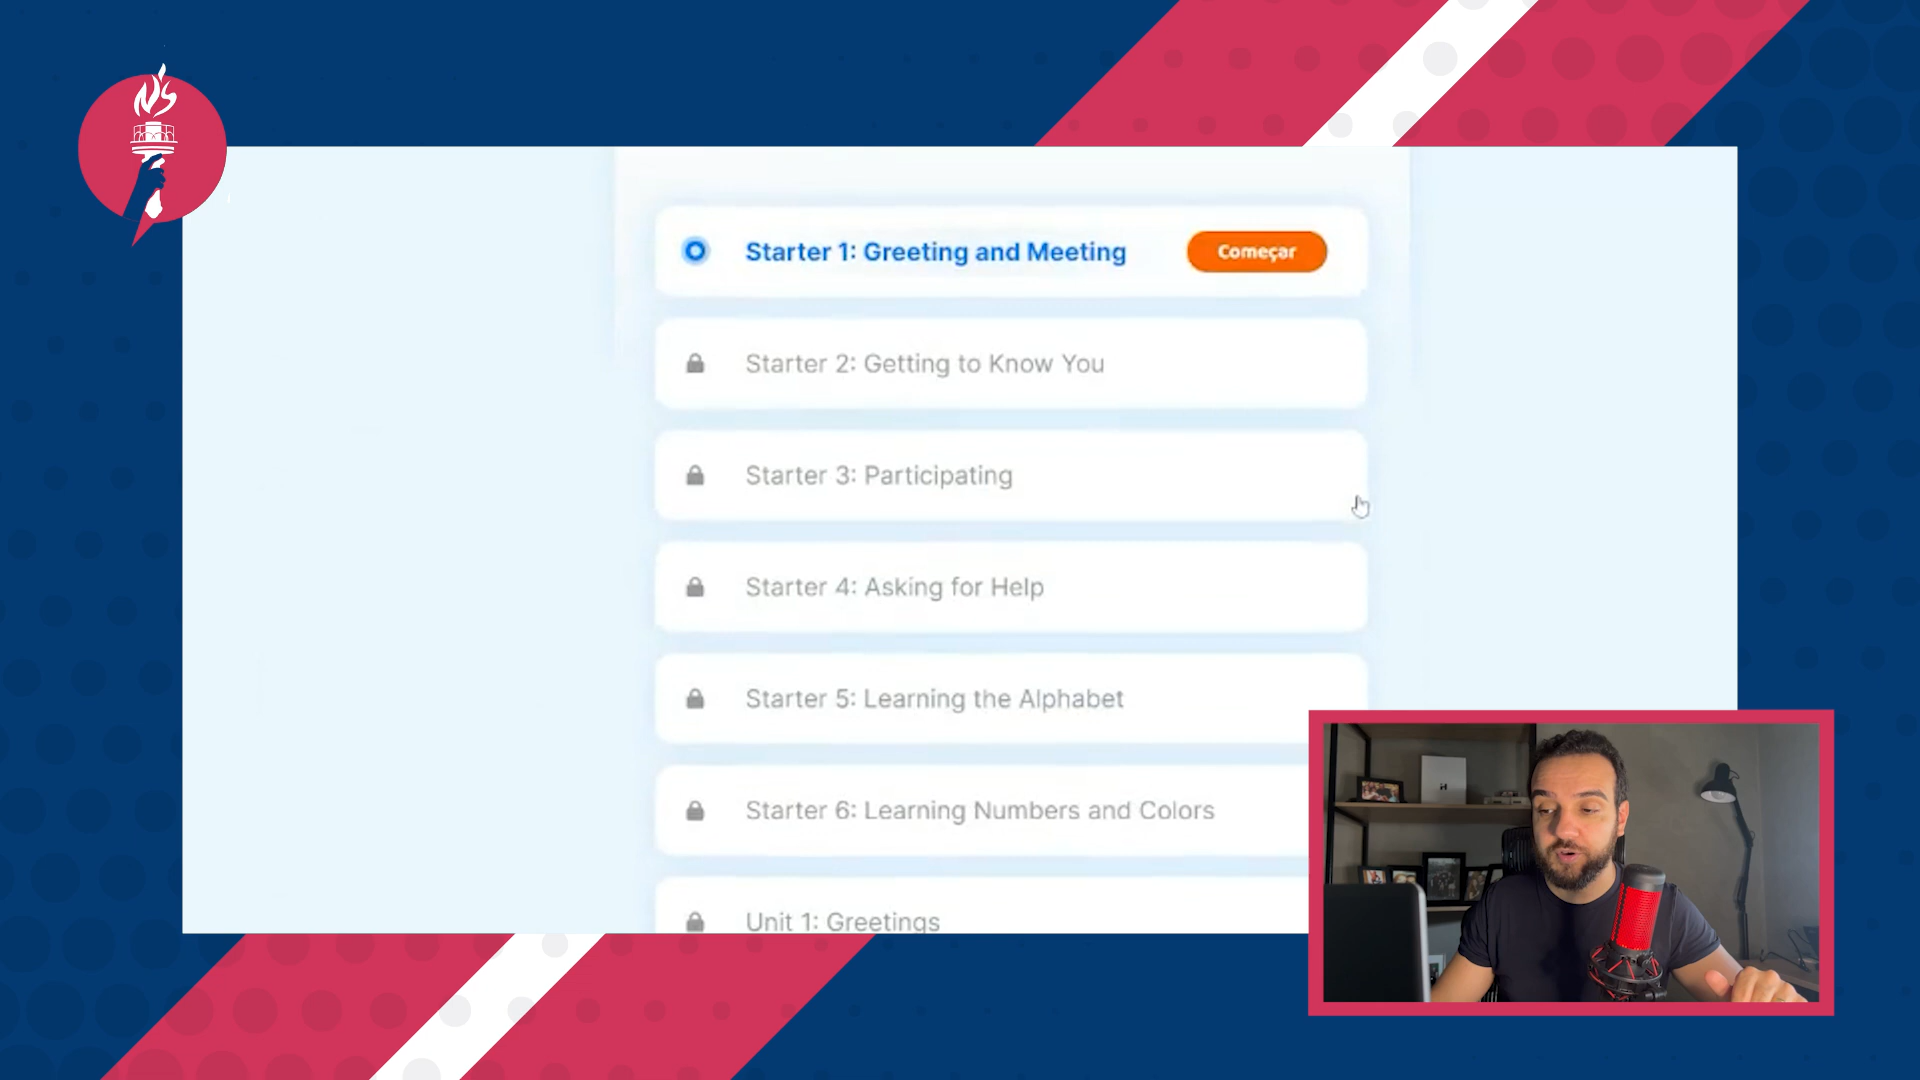 NS
Starter 1: Greeting and Meeting
Começar
Starter 2: Getting to Know You
Starter 3: Participating
Starter 4: Asking for Help
Starter 5: Learning the Alphabet
Starter 6: Learning Numbers and Colors
Unit 1: Greetings